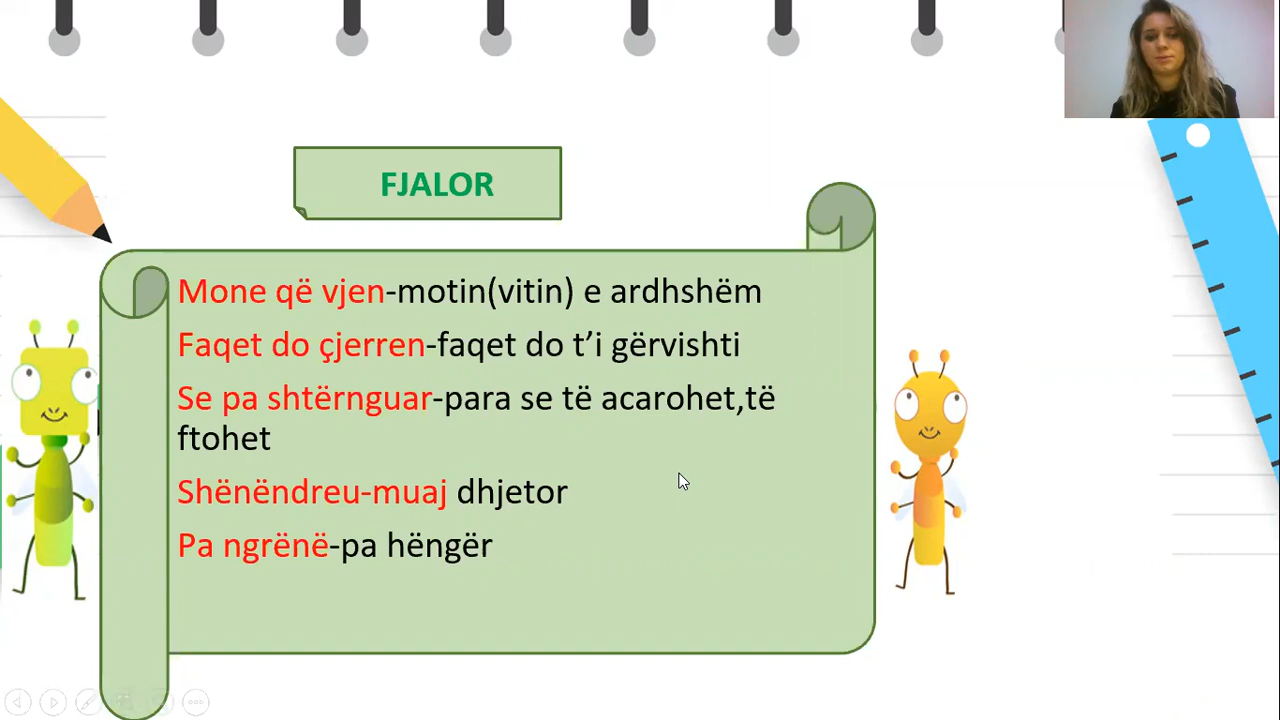 FJALOR
Mone që vjen-motin(vitin) e ardhshëm
Faqet do çjerren-faqet do t’i gërvishti
Se pa shtërnguar-para se të acarohet,të
ftohet
Shënëndreu-muaj dhjetor
Pa ngrënë-pa hëngër